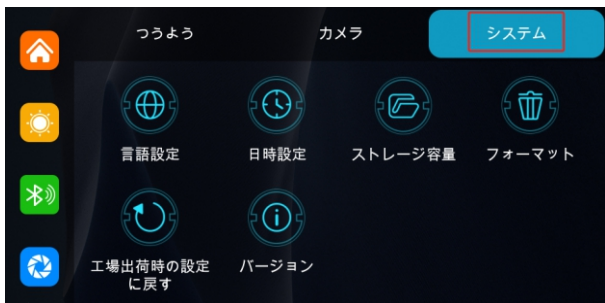 つうよう
カメラ
システム
言語設定
日時設定
ストレージ容量
フォーマット
工場出荷時の設定
に戻す
バージョン